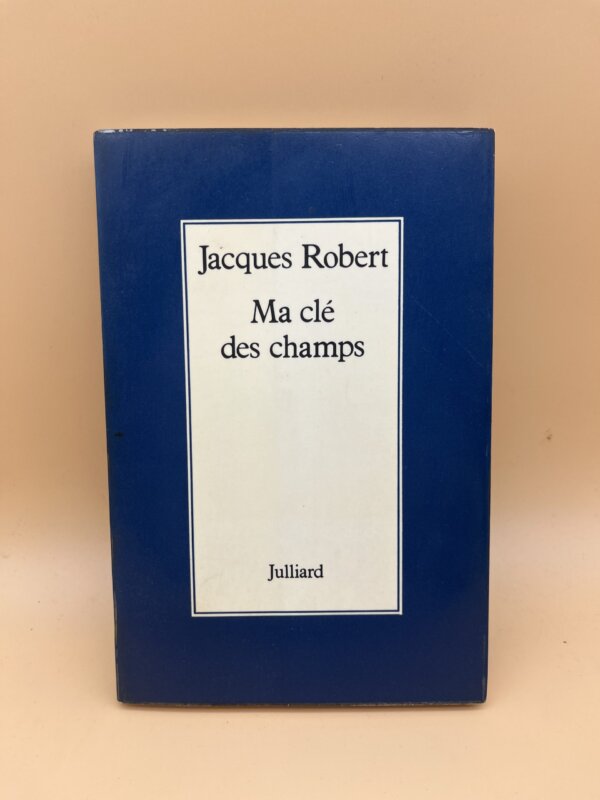 Jacques Robert
Ma clé
des champs
Julliard